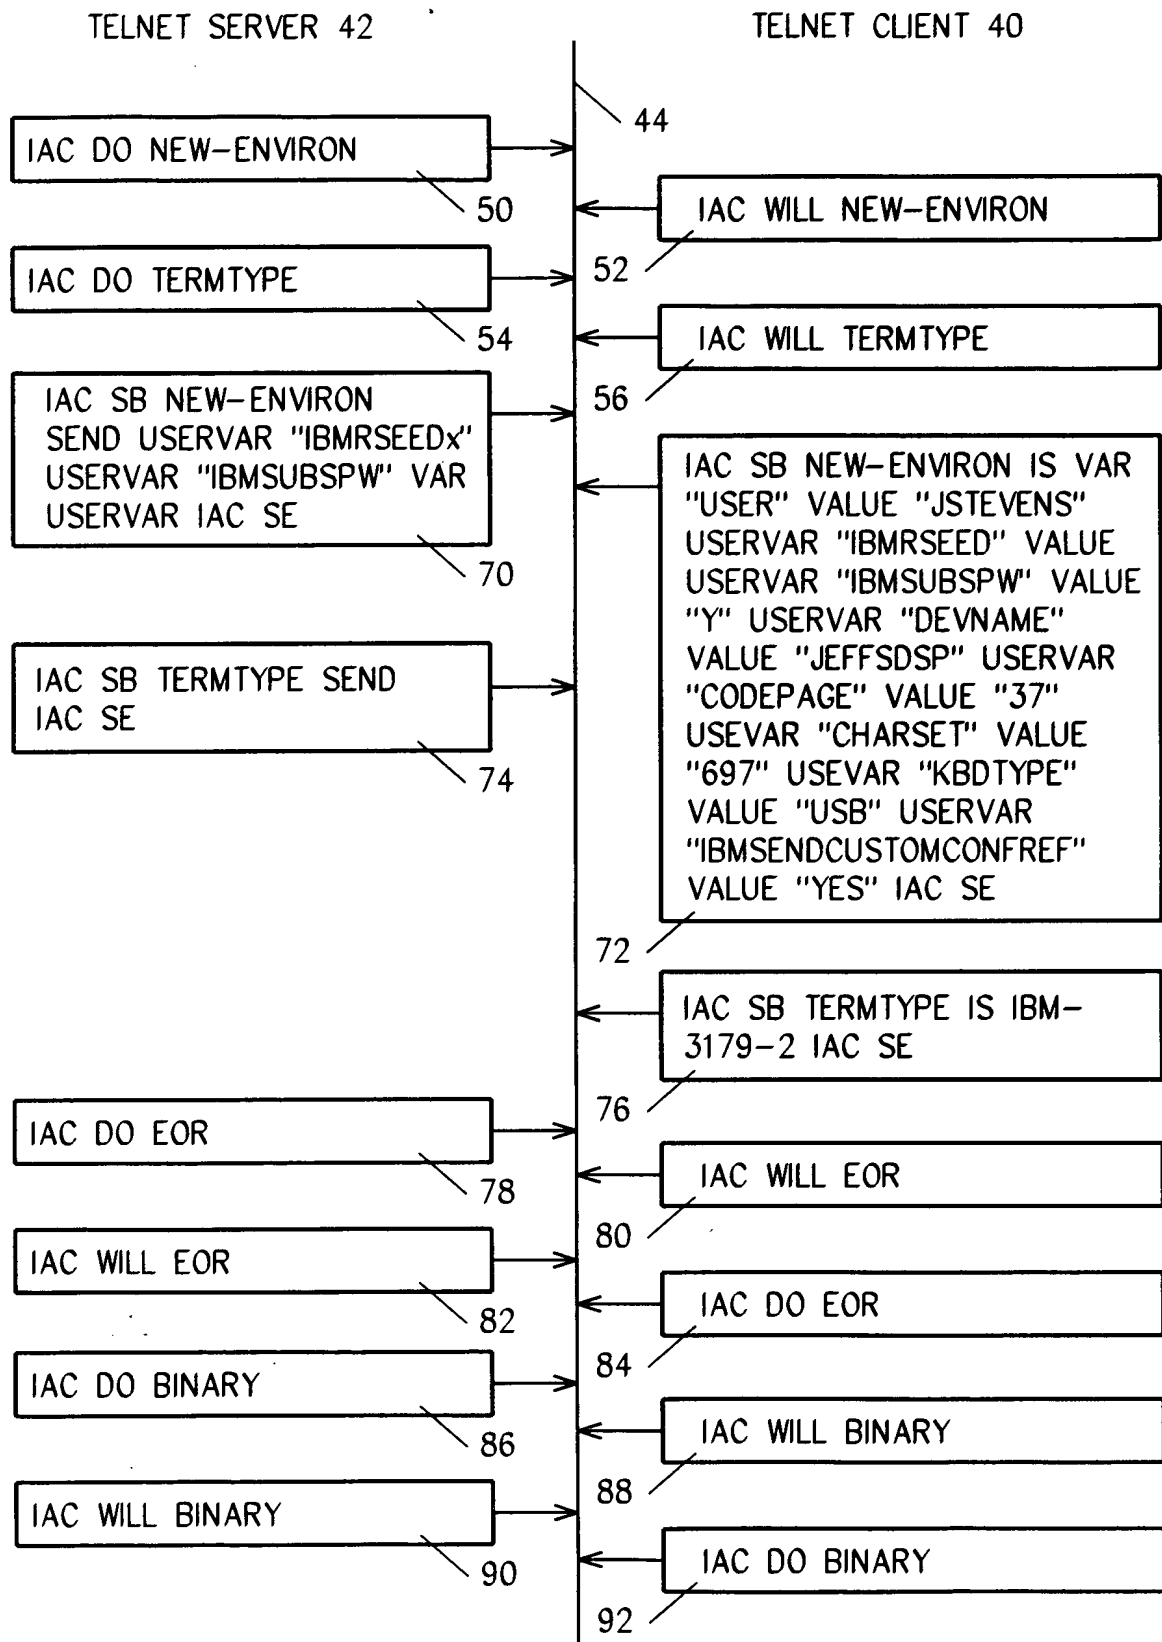 TELNET SERVER 42
TELNET CLIENT 40
44
IAC DO NEW-ENVIRON
50
IAC WILL NEW-ENVIRON
52
IAC DO TERMTYPE
54
IAC WILL TERMTYPE
56
IAC SB NEW-ENVIRON
SEND USERVAR "IBMRSEEDx"
USERVAR "IBMSUBSPW" VAR
USERVAR IAC SE
70
IAC SB NEW-ENVIRON IS VAR
"USER" VALUE "JSTEVENS"
USERVAR "IBMRSEED" VALUE
USERVAR "IBMSUBSPW" VALUE
"Y" USERVAR "DEVNAME"
VALUE "JEFFSDSP" USERVAR
"CODEPAGE" VALUE "37"
USEVAR "CHARSET" VALUE
"697" USEVAR "KBDTYPE"
VALUE "USB" USERVAR
"IBMSENDCUSTOMCONFREF"
VALUE "YES" IAC SE
72
IAC SB TERMTYPE SEND
IAC SE
74
IAC SB TERMTYPE IS IBM-
3179-2 IAC SE
76
IAC DO EOR
78
IAC WILL EOR
80
IAC WILL EOR
82
IAC DO EOR
84
IAC DO BINARY
86
IAC WILL BINARY
88
IAC WILL BINARY
90
IAC DO BINARY
92